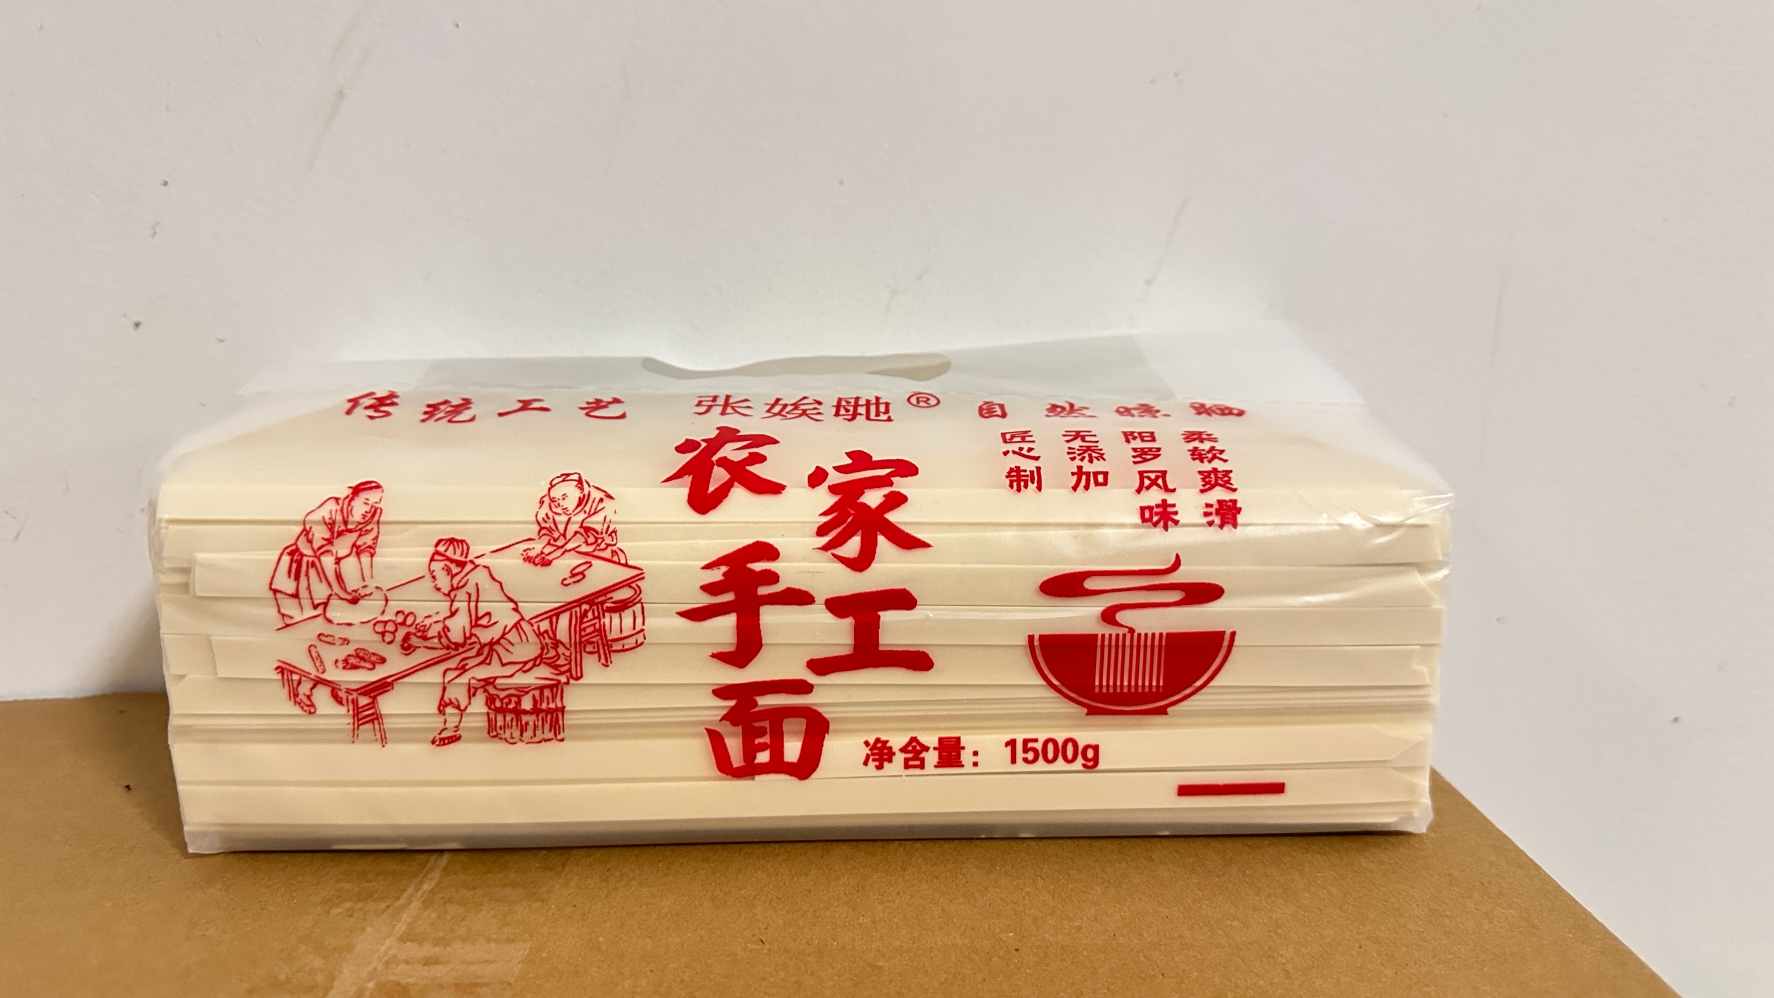 传统工艺 张娭毑® 自然晾晒
农家
手工
面
柔软爽滑
阳罗风味
无添加
匠心制
净含量：1500g